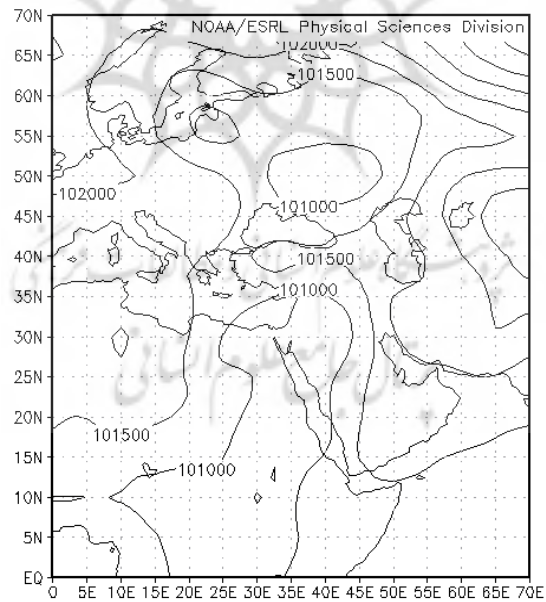 70N
NOAA/ESRL Physical Sciences Division
102000
65N
101500
60N
55N
50N
102000
101000
45N
40N
101500
101000
35N
30N
25N
20N
101500
15N
101000
10N
5N
EQ
0 5E 10E 15E 20E 25E 30E 35E 40E 45E 50E 55E 60E 65E 70E